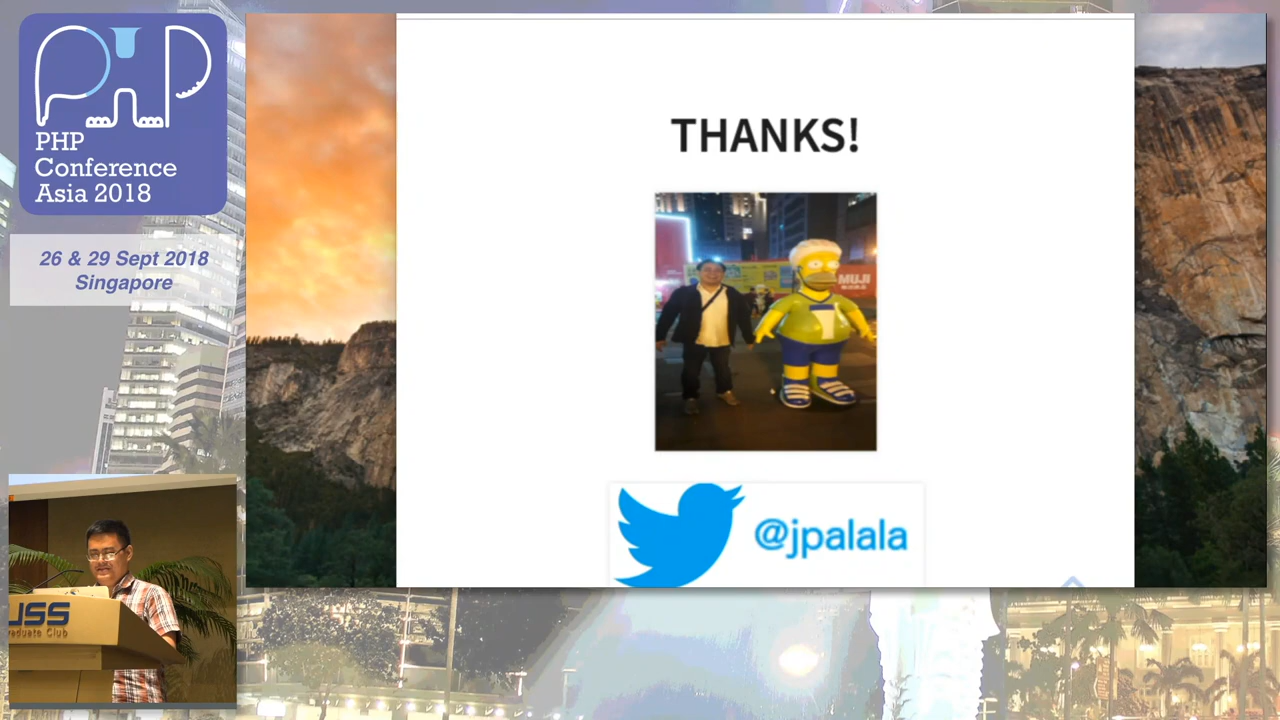 PHP
Conference
Asia 2018
26 & 29 Sept 2018
Singapore
THANKS!
MUJI
@jpalala
USS
Graduate Club